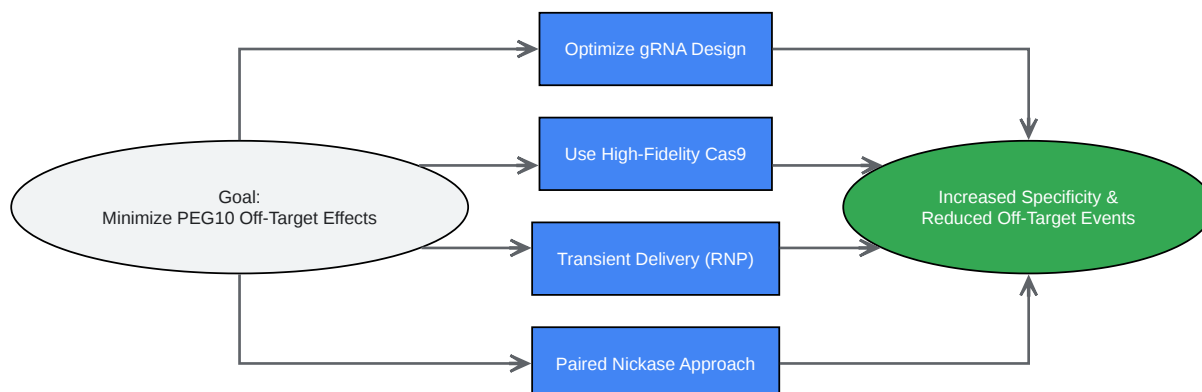 Optimize gRNA Design
Use High-Fidelity Cas9
Goal:
Minimize PEG10 Off-Target Effects
Increased Specificity &
Reduced Off-Target Events
Transient Delivery (RNP)
Paired Nickase Approach